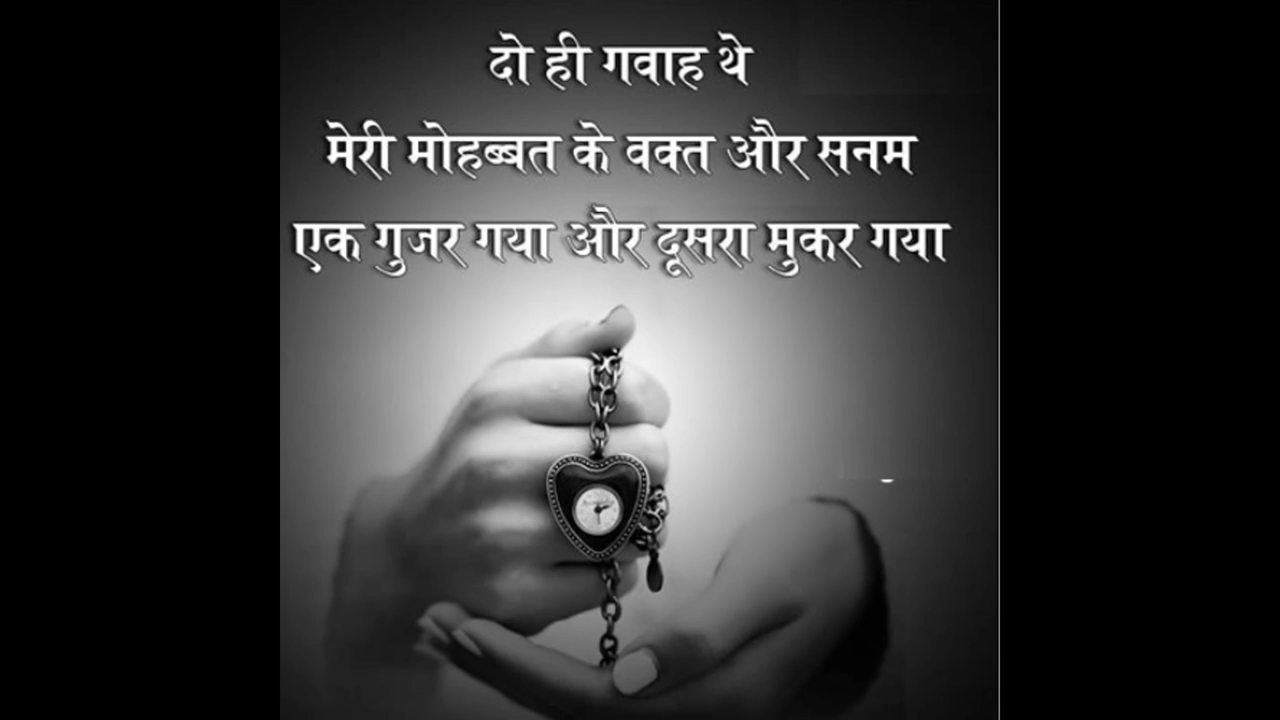 दो ही गवाह थे
मेरी मोहब्बत के वक्त और सनम
एक गुजर गया और दूसरा मुकर गया